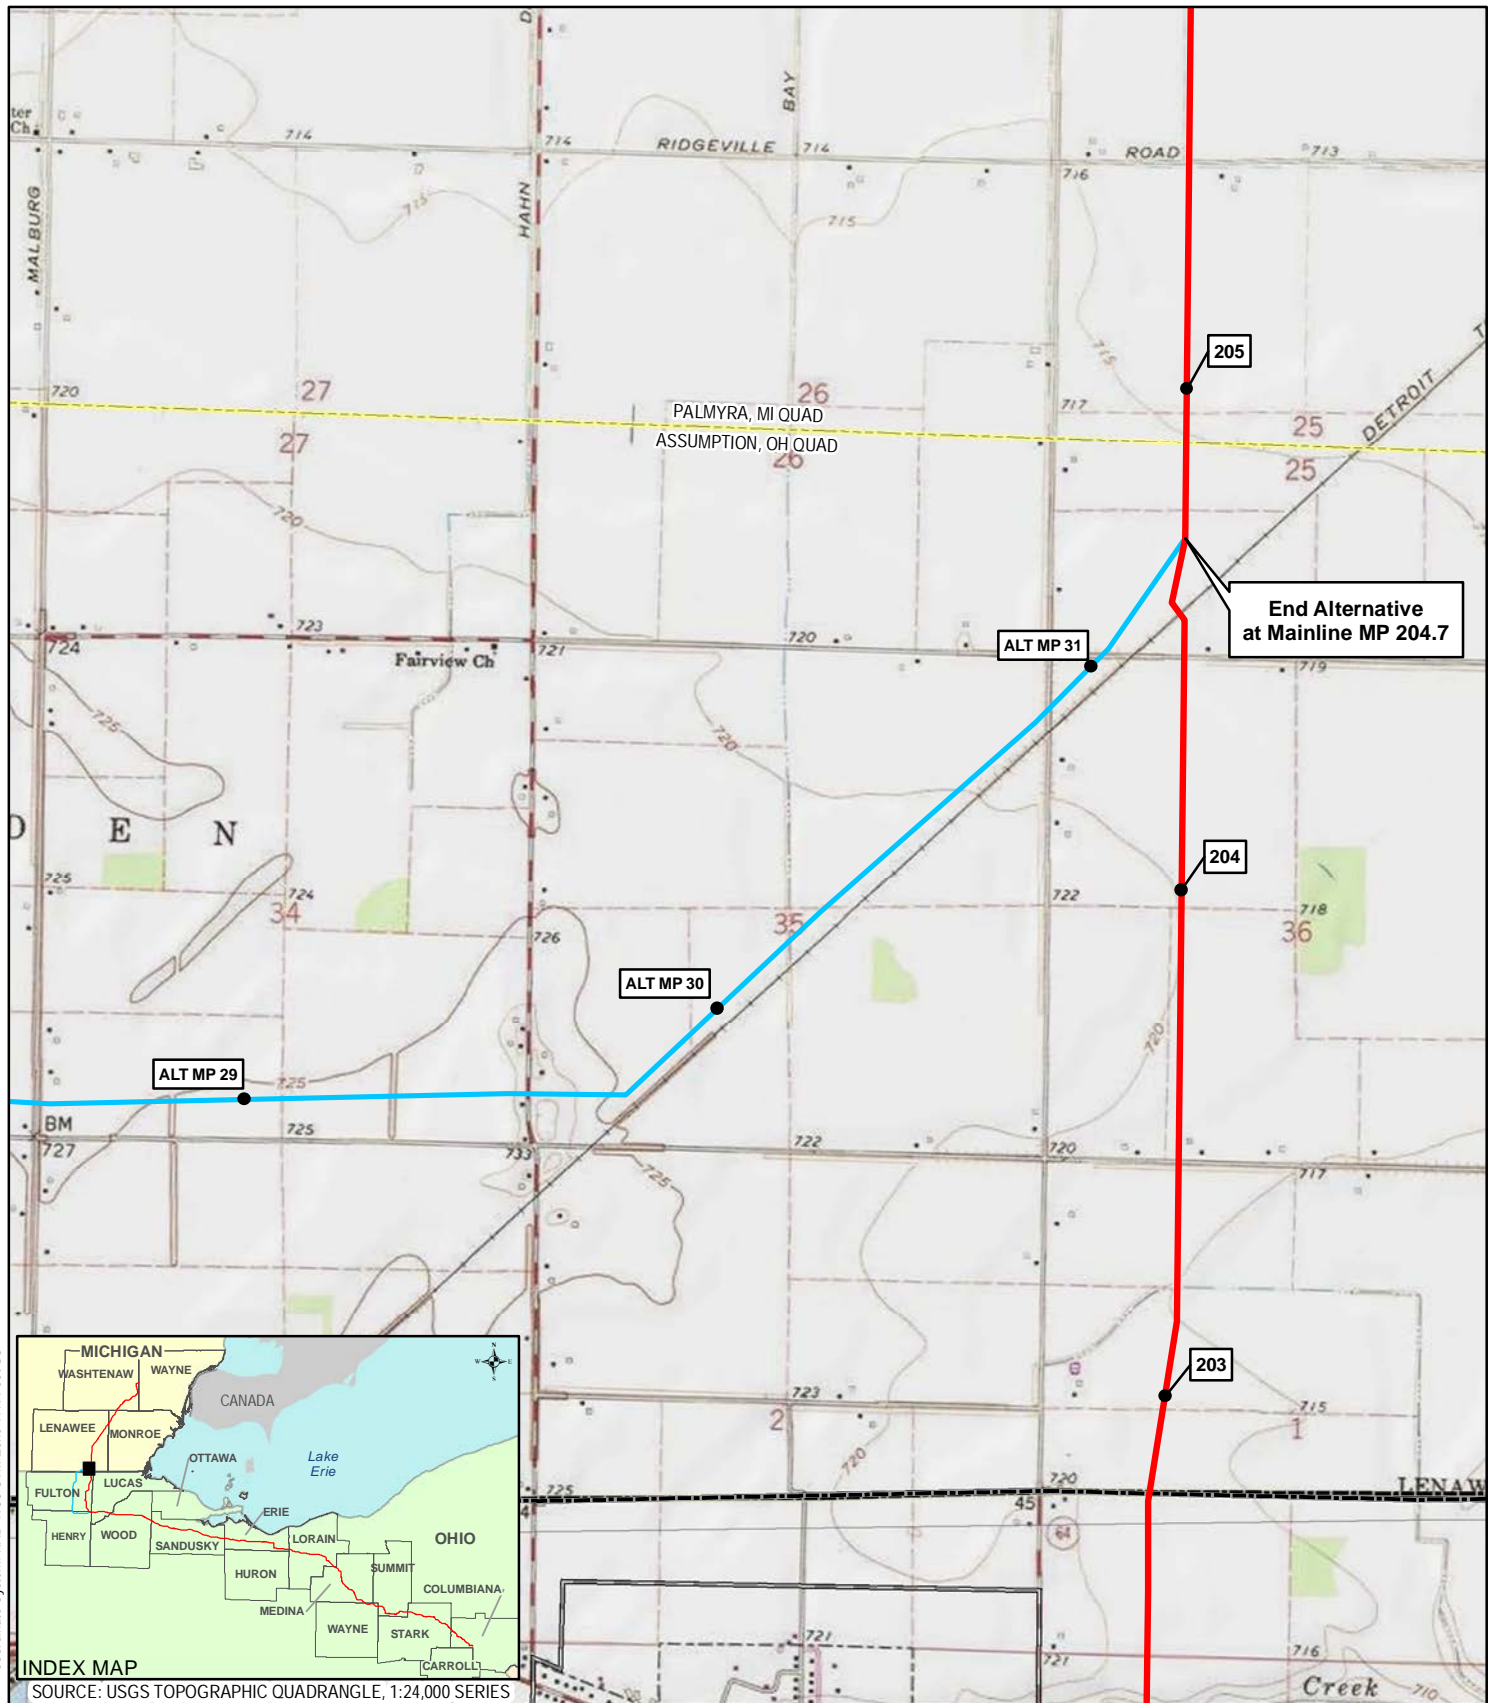 D
BAY
ter
Ch
714
714
RIDGEVILLE
714
ROAD
713
716
MALBURG
HAHN
715
715
715
205
DETROIT
T
720
27
26
717
PALMYRA, MI QUAD
ASSUMPTION, OH QUAD
25
27
26
25
720
End Alternative
at Mainline MP 204.7
723
720
724
721
ALT MP 31
719
Fairview Ch
725
720
D E N
204
725
724
722
718
34
35
36
726
ALT MP 30
720
ALT MP 29
725
BM
725
722
720
727
733
725
717
203
723
2
715
1
720
720
725
LENAW
4
45
64
721
721
716
Creek
710
MICHIGAN
WASHTENAW
WAYNE
N
W
E
S
CANADA
LENAWEE
MONROE
OTTAWA
Lake
Erie
LUCAS
FULTON
ERIE
HENRY
WOOD
SANDUSKY
LORAIN
OHIO
HURON
SUMMIT
COLUMBIANA
MEDINA
WAYNE
STARK
CARROLL
INDEX MAP
SOURCE: USGS TOPOGRAPHIC QUADRANGLE, 1:24,000 SERIES